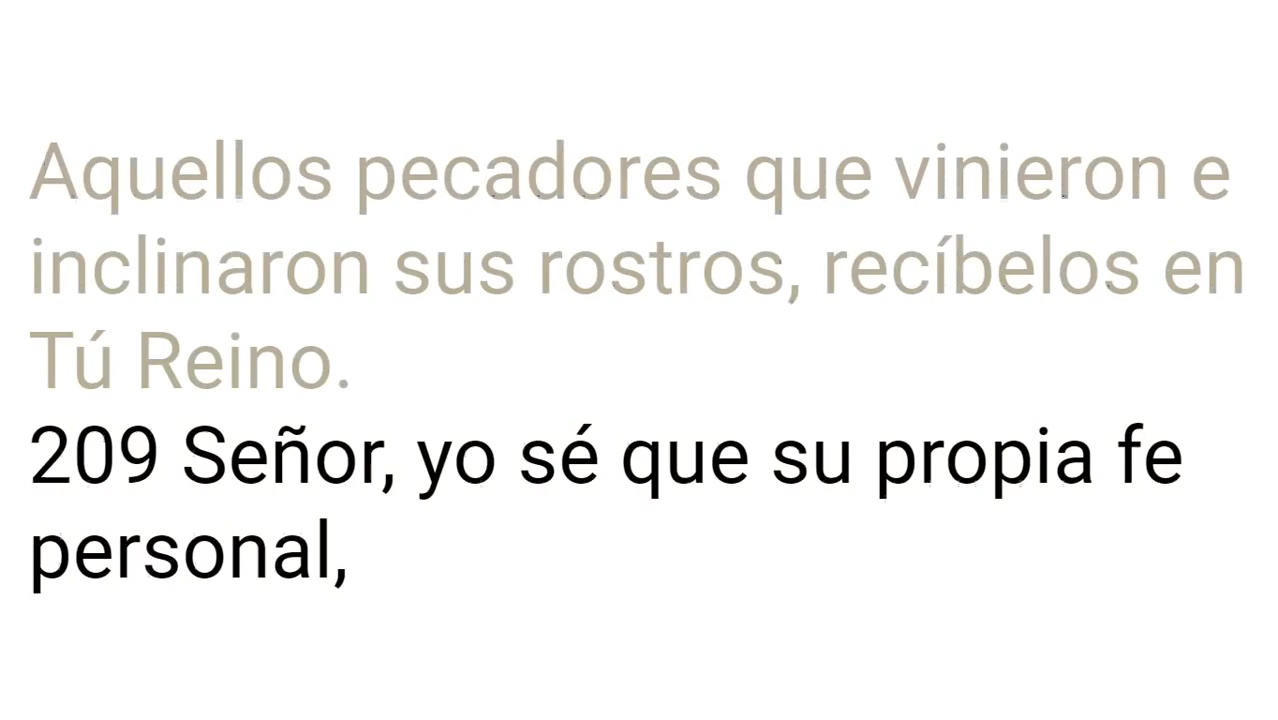 Aquellos pecadores que vinieron e
inclinaron sus rostros, recíbelos en
Tú Reino.
209 Señor, yo sé que su propia fe
personal,